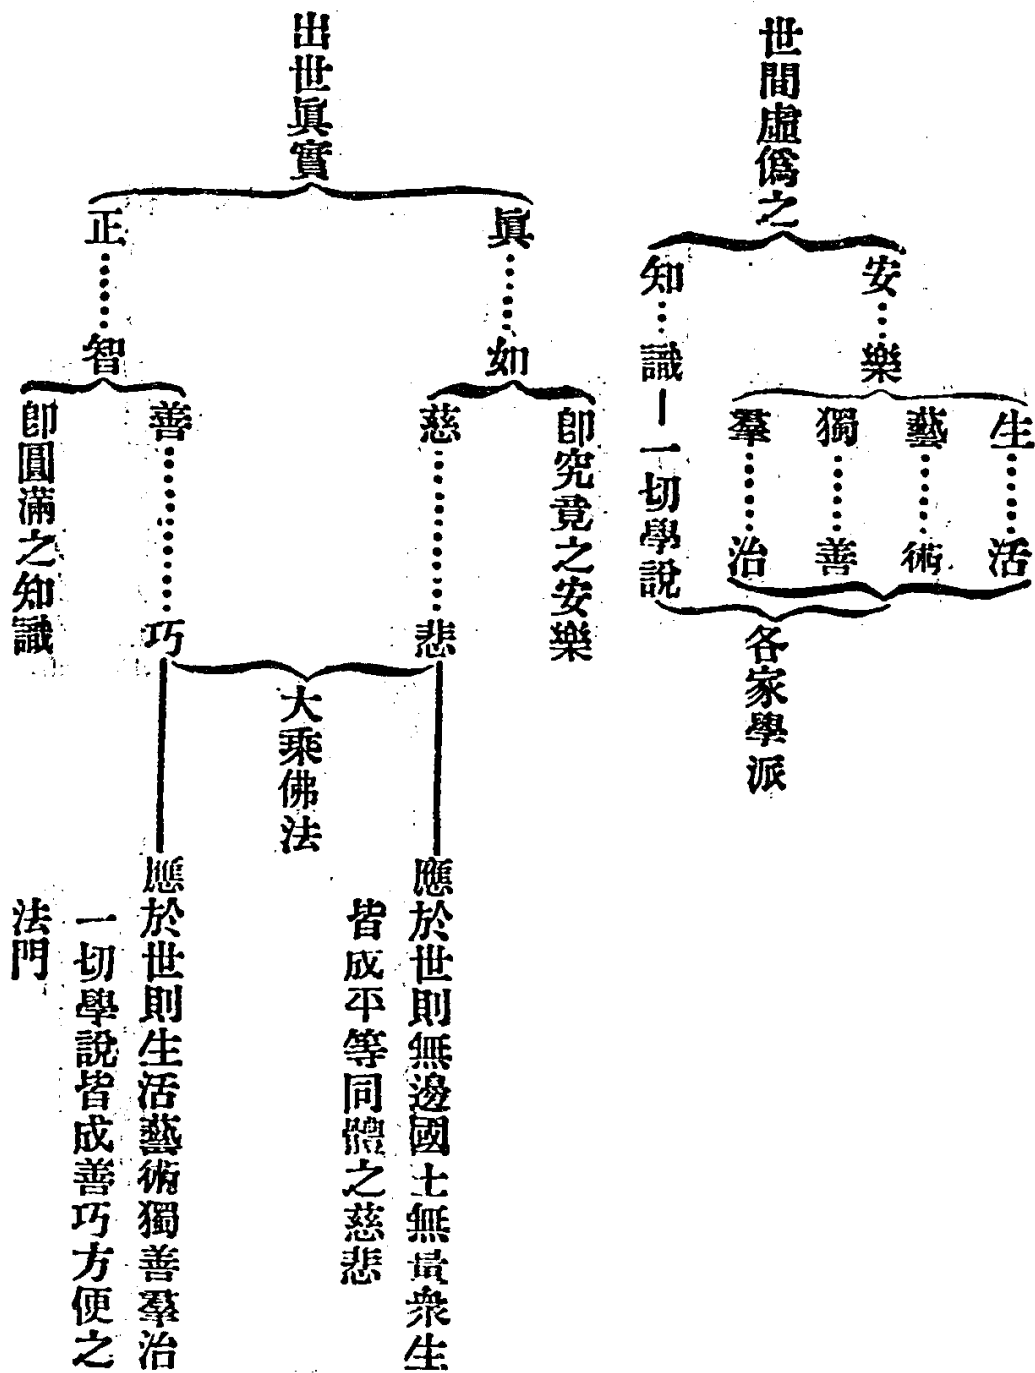 世間虛僞之
安樂
生活
藝術
獨善
羣治
知識
一切學說
各家學派
出世眞實
眞如
卽究竟之安樂
慈悲
應於世則無邊國土無量衆生
皆成平等同體之慈悲
正智
善巧
應於世則生活藝術獨善羣治
一切學說皆成善巧方便之
法門
卽圓滿之知識
大乘佛法